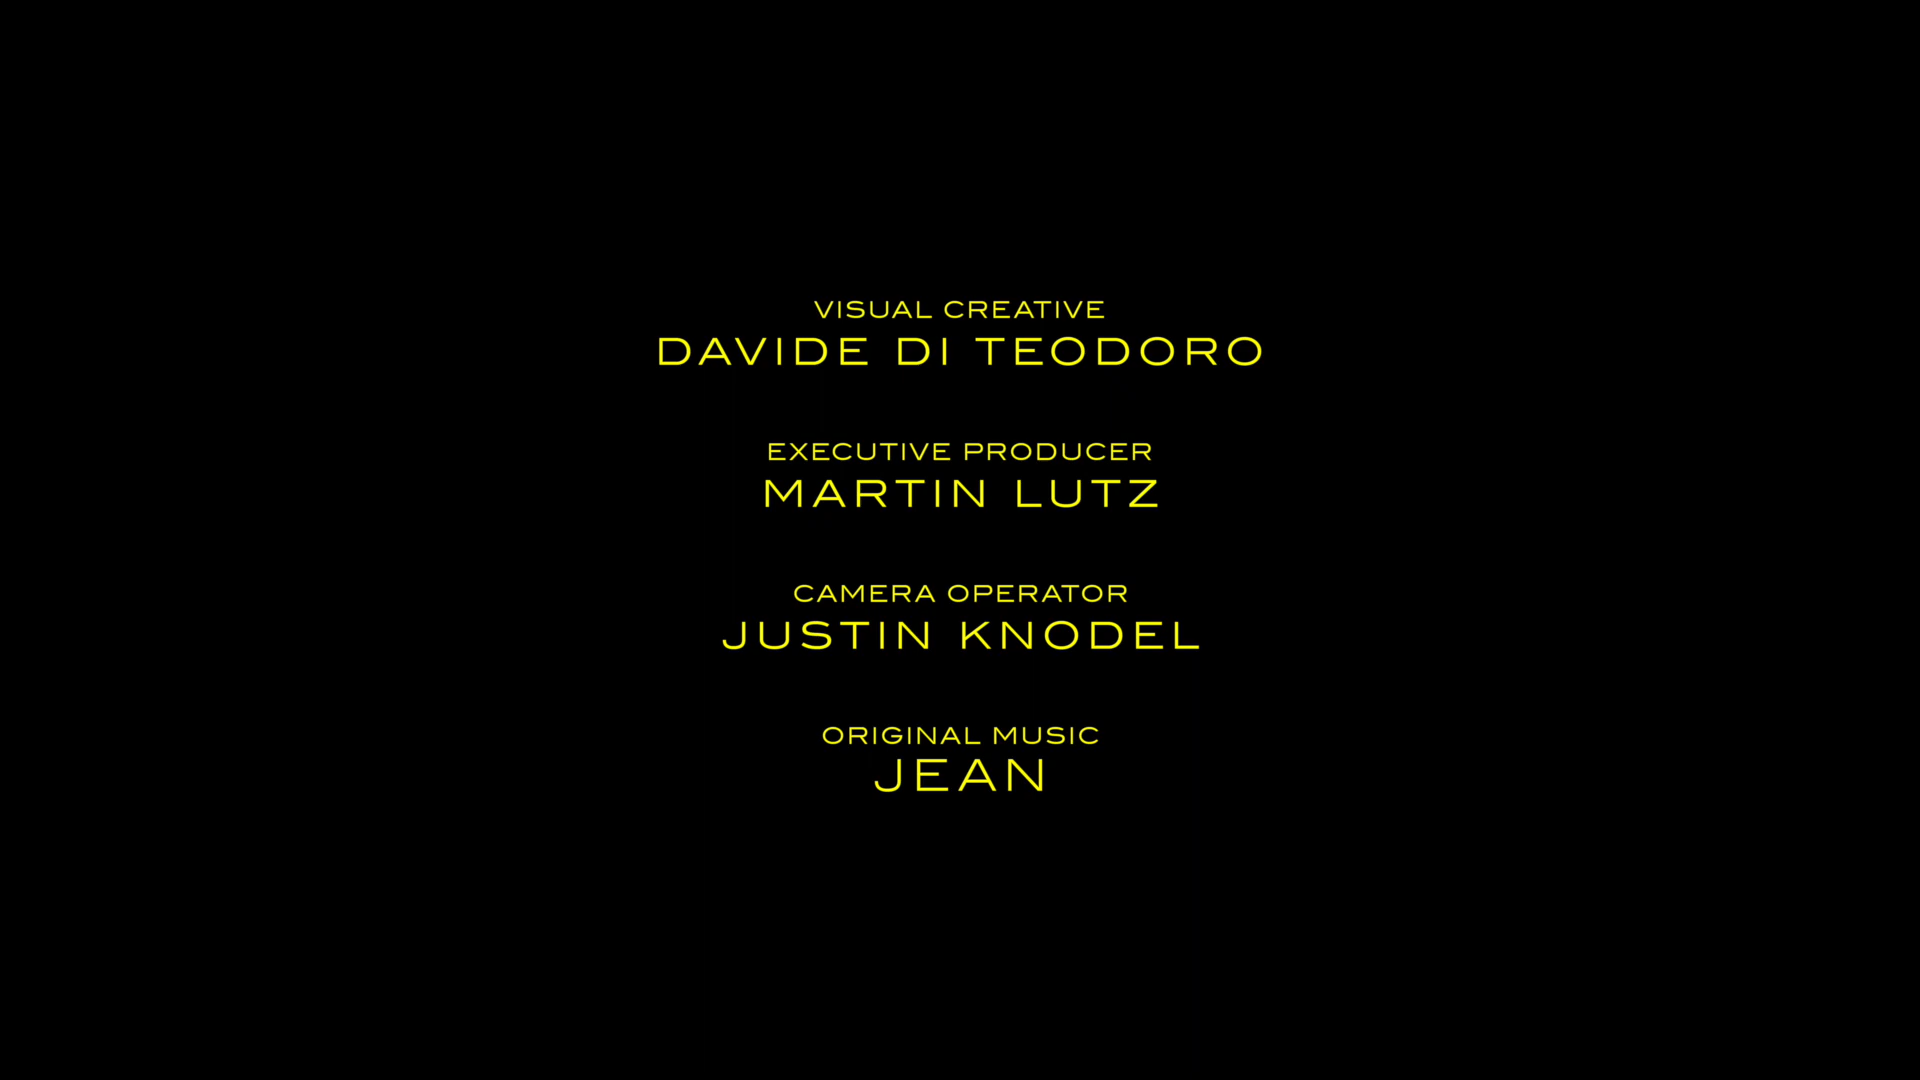 VISUAL CREATIVE
DAVIDE DI TEODORO
EXECUTIVE PRODUCER
MARTIN LUTZ
CAMERA OPERATOR
JUSTIN KNODEL
ORIGINAL MUSIC
JEAN